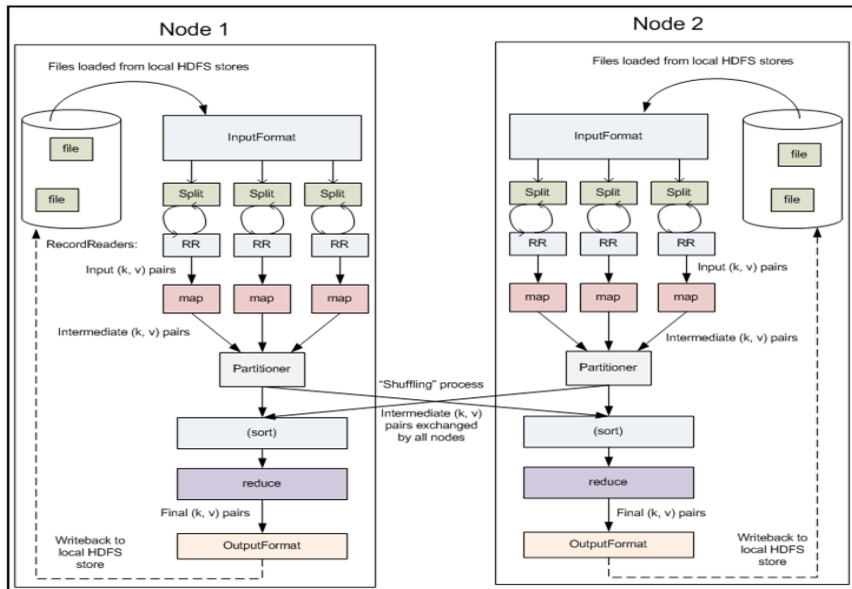 Node 1
Files loaded from local HDFS stores
InputFormat
file
file
Split
Split
Split
RecordReaders:
RR
RR
RR
Input (k, v) pairs
map
map
map
Intermediate (k, v) pairs
Partitioner
(sort)
reduce
Final (k, v) pairs
Writeback to
local HDFS
store
OutputFormat
"Shuffling" process
Intermediate (k, v)
pairs exchanged
by all nodes
Node 2
Files loaded from local HDFS stores
InputFormat
file
file
Split
Split
Split
RR
RR
RR
Input (k, v) pairs
map
map
map
Intermediate (k, v) pairs
Partitioner
(sort)
reduce
Final (k, v) pairs
Writeback to
local HDFS
store
OutputFormat